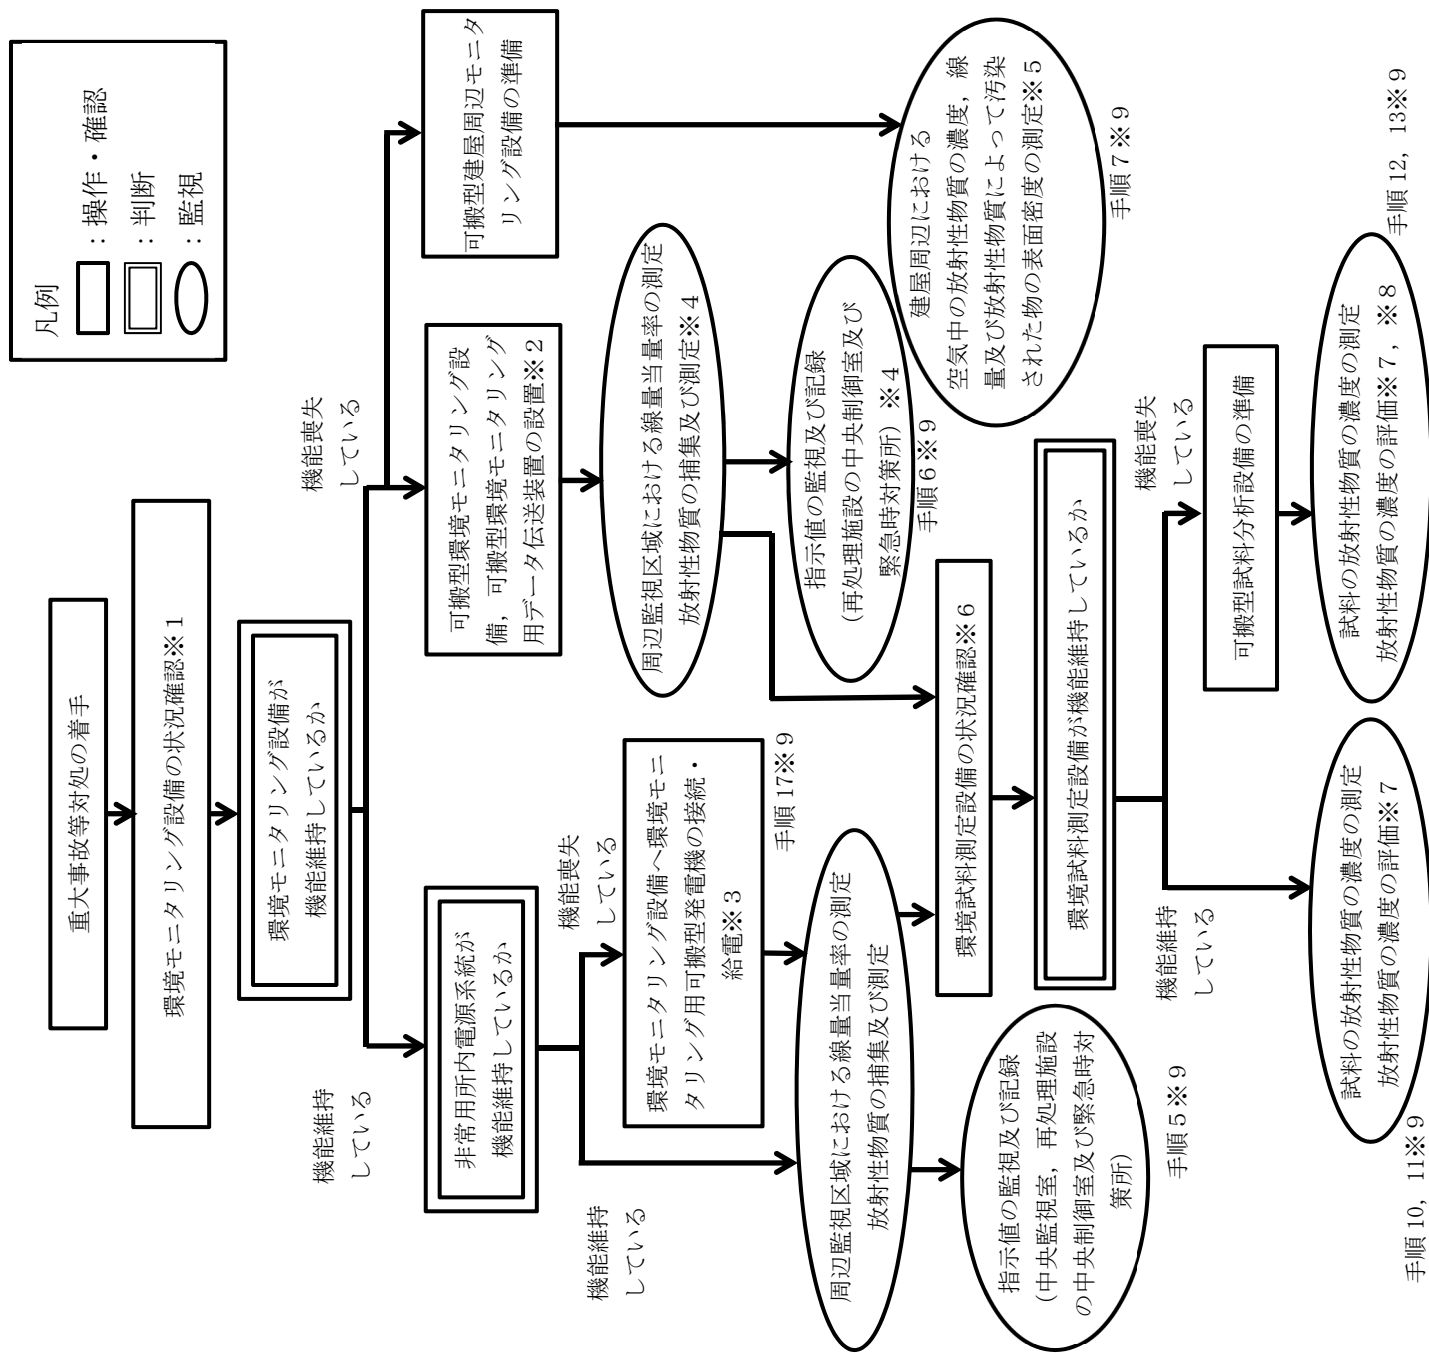 凡例
：操作・確認
：判断
：監視
重大事故等対処の着手
環境モニタリング設備の状況確認※１
環境モニタリング設備が
機能維持しているか
機能維持
している
機能喪失
している
非常用所内電源系統が
機能維持しているか
可搬型環境モニタリング設
備，可搬型環境モニタリング
用データ伝送装置の設置※２
可搬型建屋周辺モニタ
リング設備の準備
機能維持
している
機能喪失
している
環境モニタリング設備へ環境モニ
タリング用可搬型発電機の接続・
給電※３
手順 17※９
周辺監視区域における線量当量率の測定
放射性物質の捕集及び測定※４
指示値の監視及び記録
（再処理施設の中央制御室及び
緊急時対策所）※４
手順６※９
建屋周辺における
空気中の放射性物質の濃度，線
量及び放射性物質によって汚染
された物の表面密度の測定※５
手順７※９
周辺監視区域における線量当量率の測定
放射性物質の捕集及び測定
指示値の監視及び記録
（中央監視室，再処理施設
の中央制御室及び緊急時対
策所）
手順５※９
環境試料測定設備の状況確認※６
環境試料測定設備が機能維持しているか
機能維持
している
機能喪失
している
可搬型試料分析設備の準備
試料の放射性物質の濃度の測定
放射性物質の濃度の評価※７
手順 10，11※９
試料の放射性物質の濃度の測定
放射性物質の濃度の評価※７，※８
手順 12，13※９